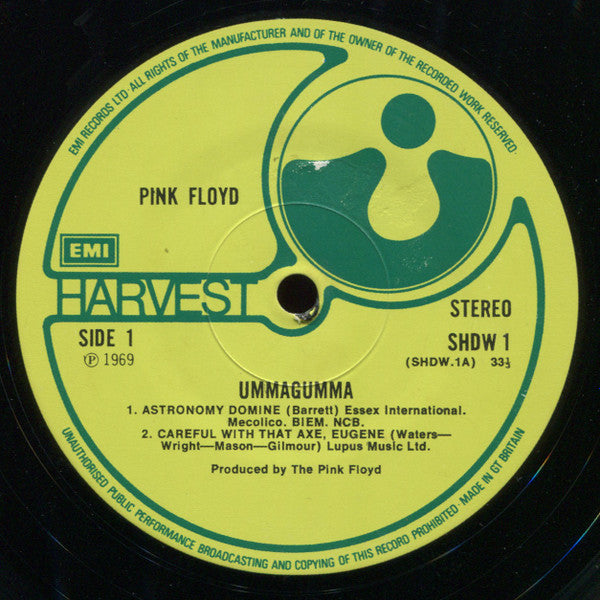 EMI RECORDS LTD·ALL RIGHTS OF THE MANUFACTURER AND OF THE OWNER OF THE RECORDED WORK RESERVED·
PINK FLOYD
EMI
HARVEST
STEREO
SIDE 1
SHDW 1
Ⓟ 1969
(SHDW.1A) 33⅓
UMMAGUMMA
1. ASTRONOMY DOMINE (Barrett) Essex International.
Mecolico. BIEM. NCB.
2. CAREFUL WITH THAT AXE, EUGENE (Waters—
Wright—Mason—Gilmour) Lupus Music Ltd.
Produced by The Pink Floyd
UNAUTHORISED PUBLIC PERFORMANCE BROADCASTING AND COPYING OF THIS RECORD PROHIBITED·MADE IN GT BRITAIN